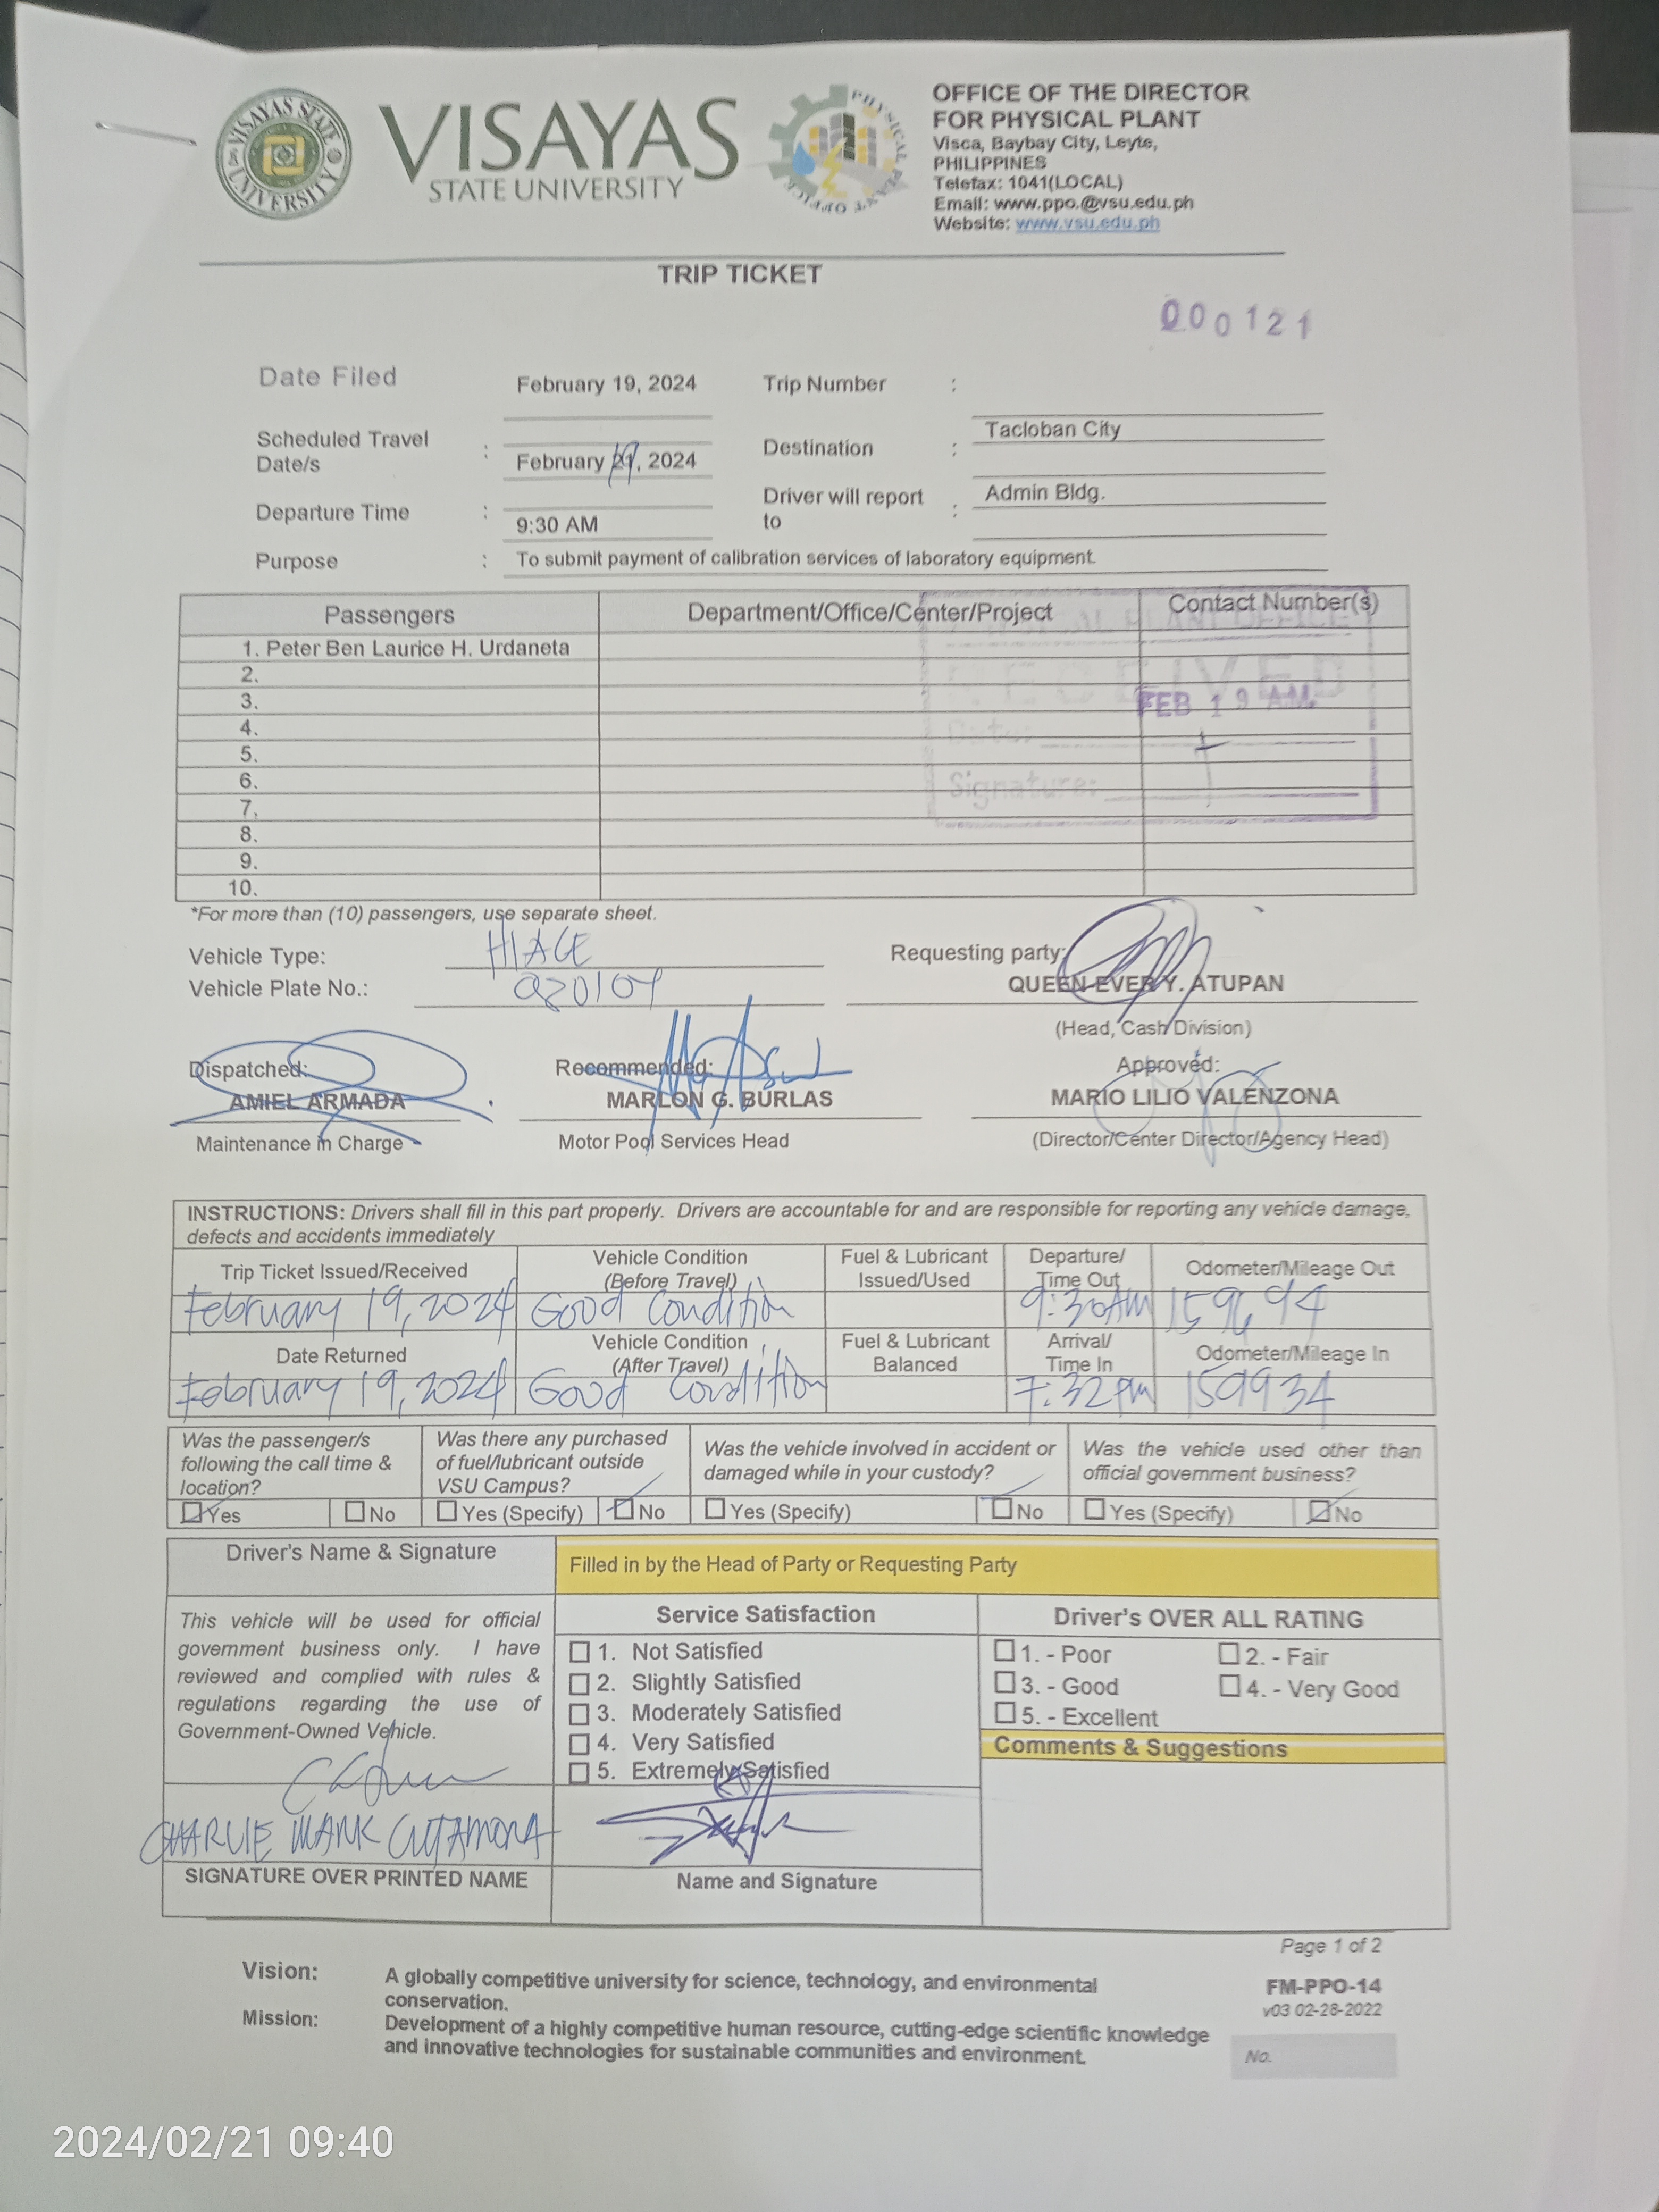 VISAYAS STATE UNIVERSITY
VISAYAS
STATE UNIVERSITY
PHYSICAL PLANT OFFICE
OFFICE OF THE DIRECTOR
FOR PHYSICAL PLANT
Visca, Baybay City, Leyte,
PHILIPPINES
Telefax: 1041(LOCAL)
Email: www.ppo.@vsu.edu.ph
Website: www.vsu.edu.ph
TRIP TICKET
000121
Date Filed February 19, 2024 Trip Number :
Scheduled Travel Date/s : February 19, 2024 Destination : Tacloban City
Departure Time : 9:30 AM Driver will report to : Admin Bldg.
Purpose : To submit payment of calibration services of laboratory equipment.
Passengers Department/Office/Center/Project Contact Number(s)
1. Peter Ben Laurice H. Urdaneta
2.
3.
4.
5.
6.
7.
8.
9.
10.
PHYSICAL PLANT OFFICE
RECEIVED
FEB 19 A.M.
Date:
Signature:
*For more than (10) passengers, use separate sheet.
Vehicle Type: HIACE
Vehicle Plate No.:
Requesting party:
QUEEN-EVER Y. ATUPAN
(Head, Cash Division)
Dispatched: Recommended: Approved:
AMIEL ARMADA MARLON G. BURLAS MARIO LILIO VALENZONA
Maintenance in Charge Motor Pool Services Head (Director/Center Director/Agency Head)
INSTRUCTIONS: Drivers shall fill in this part properly. Drivers are accountable for and are responsible for reporting any vehicle damage,
defects and accidents immediately
Trip Ticket Issued/Received Vehicle Condition (Before Travel) Fuel & Lubricant Issued/Used Departure/ Time Out Odometer/Mileage Out
February 19, 2024 Good Condition 9:30AM
Date Returned Vehicle Condition (After Travel) Fuel & Lubricant Balanced Arrival/ Time In Odometer/Mileage In
February 19, 2024 Good Condition 7:32pm 159934
Was the passenger/s following the call time & location? Was there any purchased of fuel/lubricant outside VSU Campus? Was the vehicle involved in accident or damaged while in your custody? Was the vehicle used other than official government business?
Yes No Yes (Specify) No Yes (Specify) No Yes (Specify) No
Driver's Name & Signature Filled in by the Head of Party or Requesting Party
This vehicle will be used for official
government business only. I have
reviewed and complied with rules &
regulations regarding the use of
Government-Owned Vehicle.
CHARLIE MARK CUTAMORA
SIGNATURE OVER PRINTED NAME
Service Satisfaction
1. Not Satisfied
2. Slightly Satisfied
3. Moderately Satisfied
4. Very Satisfied
5. Extremely Satisfied
Name and Signature
Driver's OVER ALL RATING
1. - Poor 2. - Fair
3. - Good 4. - Very Good
5. - Excellent
Comments & Suggestions
Page 1 of 2
Vision: A globally competitive university for science, technology, and environmental
conservation.
Mission: Development of a highly competitive human resource, cutting-edge scientific knowledge
and innovative technologies for sustainable communities and environment.
FM-PPO-14
v03 02-28-2022
No.
2024/02/21 09:40